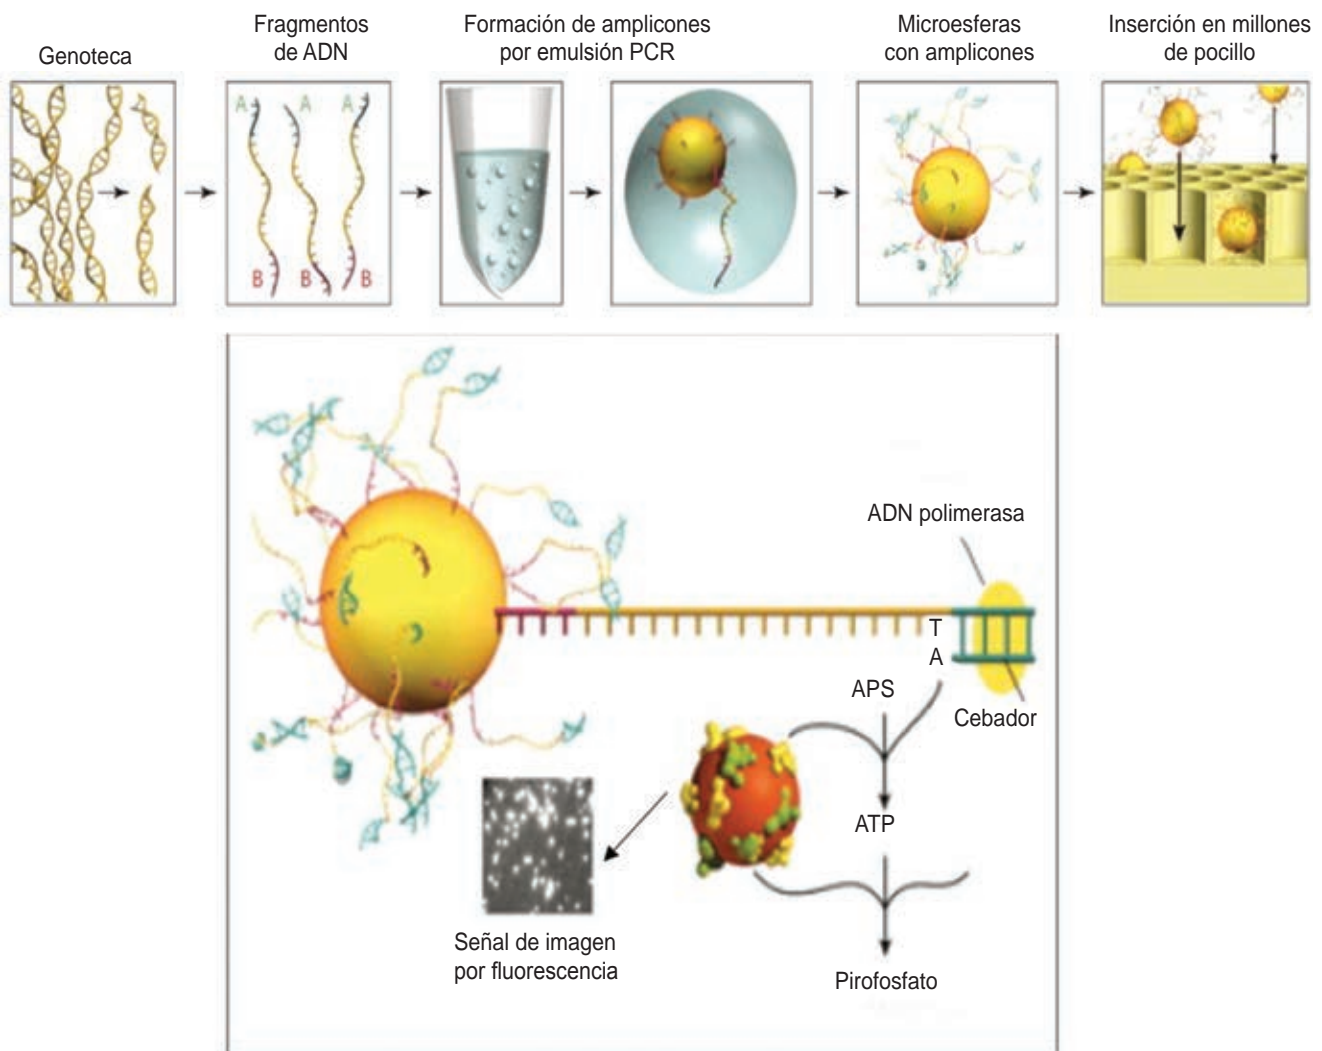 Genoteca
Fragmentos
de ADN
Formación de amplicones
por emulsión PCR
Microesferas
con amplicones
Inserción en millones
de pocillo
A A A
B B B
ADN polimerasa
T
A
APS
Cebador
ATP
Señal de imagen
por fluorescencia
Pirofosfato